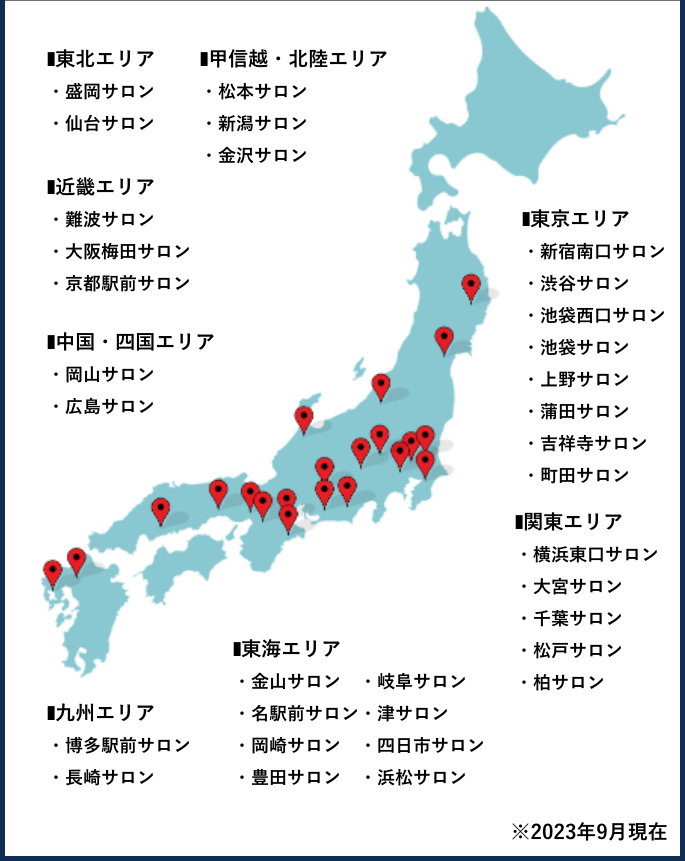 ▮東北エリア
・盛岡サロン
・仙台サロン
▮甲信越・北陸エリア
・松本サロン
・新潟サロン
・金沢サロン
▮近畿エリア
・難波サロン
・大阪梅田サロン
・京都駅前サロン
▮中国・四国エリア
・岡山サロン
・広島サロン
▮東京エリア
・新宿南口サロン
・渋谷サロン
・池袋西口サロン
・池袋サロン
・上野サロン
・蒲田サロン
・吉祥寺サロン
・町田サロン
▮関東エリア
・横浜東口サロン
・大宮サロン
・千葉サロン
・松戸サロン
・柏サロン
▮東海エリア
・金山サロン ・岐阜サロン
・名駅前サロン・津サロン
・岡崎サロン ・四日市サロン
・豊田サロン ・浜松サロン
▮九州エリア
・博多駅前サロン
・長崎サロン
※2023年9月現在